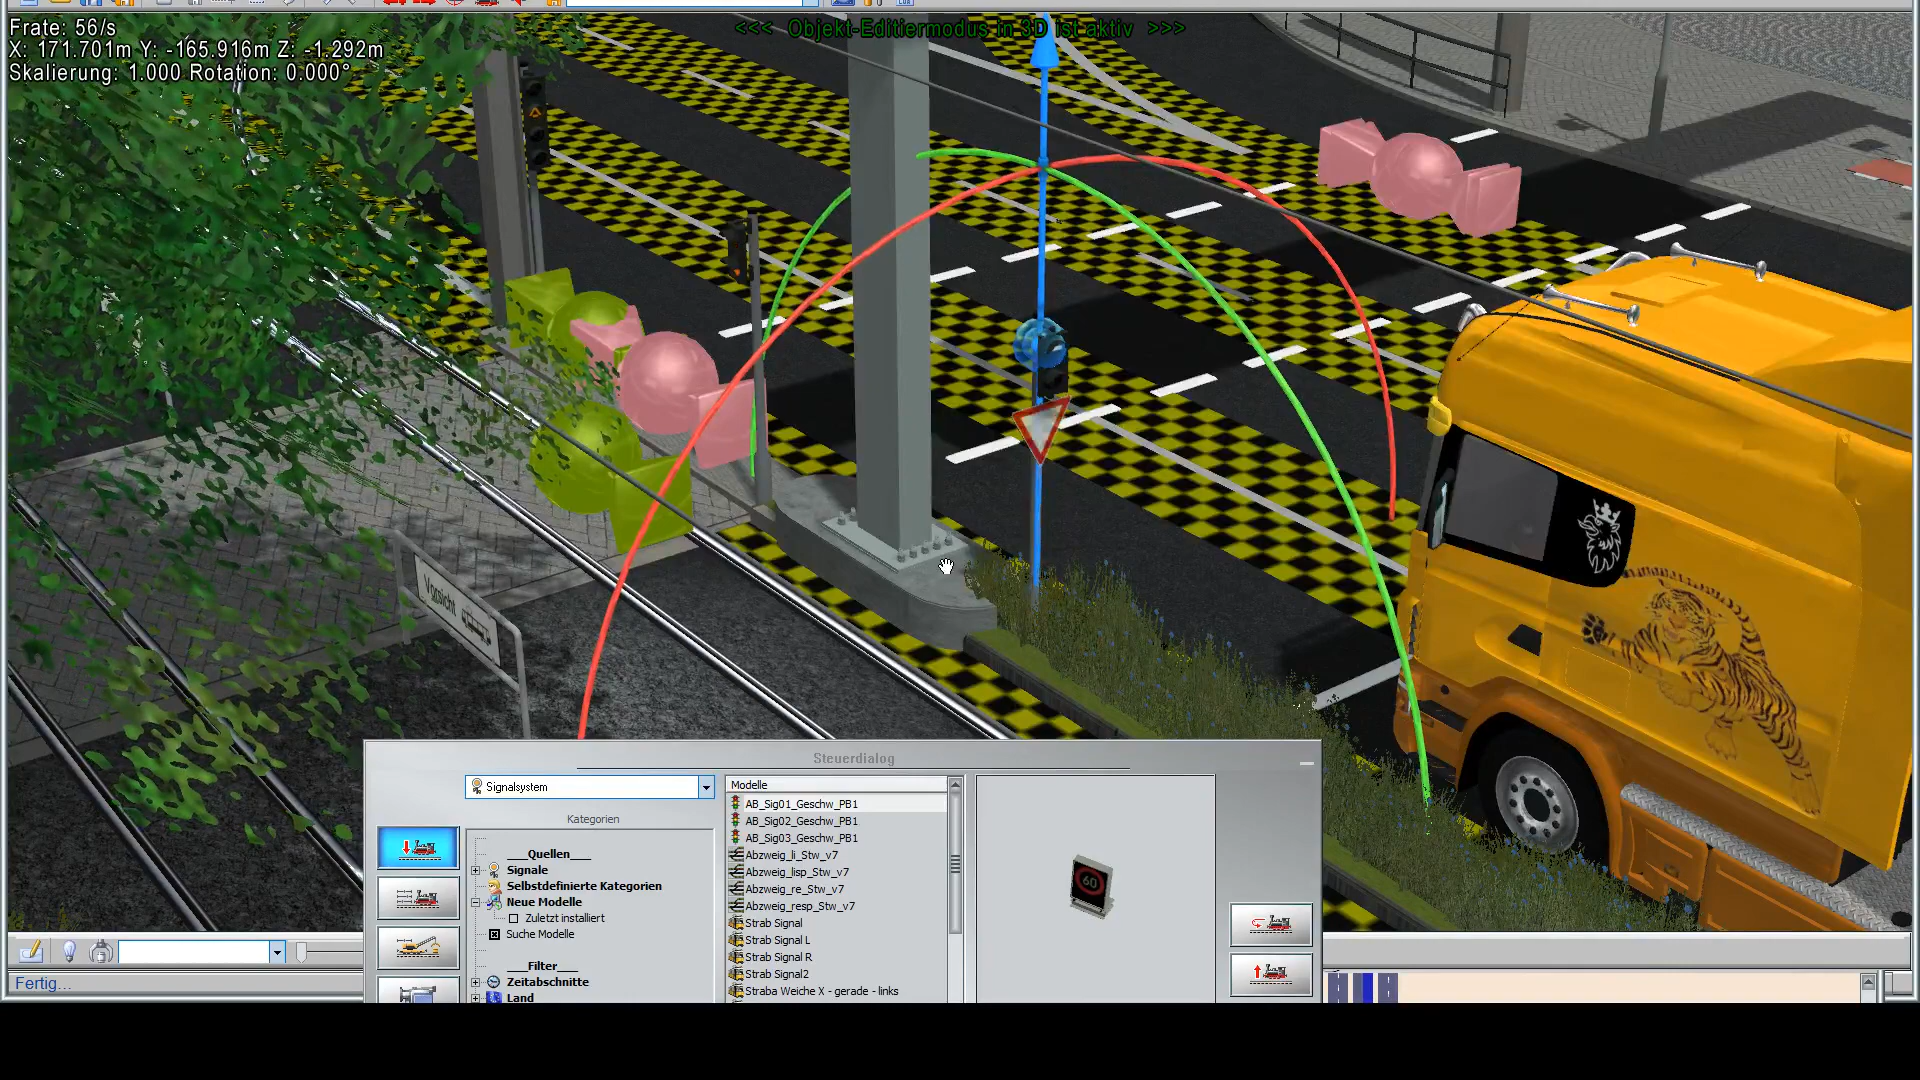 Frate: 56/s
X: 171.701m Y: -165.916m Z: -1.292m
Skalierung: 1.000 Rotation: 0.000°
<<< Objekt-Editiermodus in 3D ist aktiv >>>
Vorsicht
Steuerdialog
Signalsystem
Kategorien
___Quellen___
Signale
Selbstdefinierte Kategorien
Neue Modelle
Zuletzt installiert
Suche Modelle
___Filter___
Zeitabschnitte
Land
Modelle
AB_Sig01_Geschw_PB1
AB_Sig02_Geschw_PB1
AB_Sig03_Geschw_PB1
Abzweig_li_Stw_v7
Abzweig_lisp_Stw_v7
Abzweig_re_Stw_v7
Abzweig_resp_Stw_v7
Strab Signal
Strab Signal L
Strab Signal R
Strab Signal2
Straba Weiche X - gerade - links
60
Fertig...